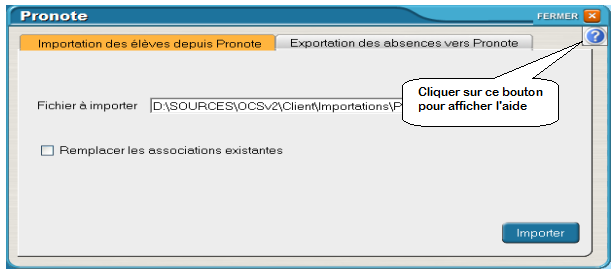 Pronote
FERMER
Importation des élèves depuis Pronote
Exportation des absences vers Pronote
?
Cliquer sur ce bouton
pour afficher l'aide
Fichier à importer
D:\SOURCES\OCSv2\Client\Importations\P
Remplacer les associations existantes
Importer